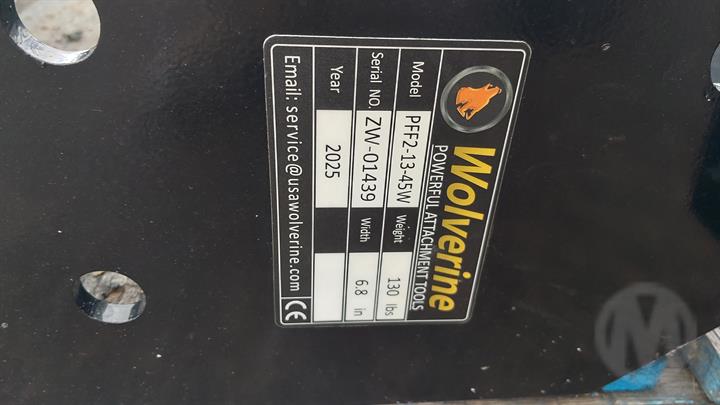 Wolverine
POWERFUL ATTACHMENT TOOLS
Model PFF2-13-45W Weight 130 lbs
Serial NO. ZW-01439 Width 6.8 in
Year 2025
Email: service@usawolverine.com CE
M